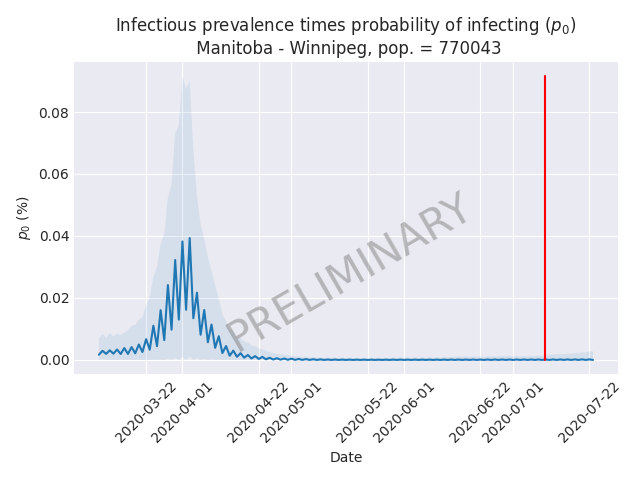 Infectious prevalence times probability of infecting (p₀)
Manitoba - Winnipeg, pop. = 770043
p₀ (%)
0.08
0.06
0.04
0.02
0.00
PRELIMINARY
2020-03-22
2020-04-01
2020-04-22
2020-05-01
2020-05-22
2020-06-01
2020-06-22
2020-07-01
2020-07-22
Date